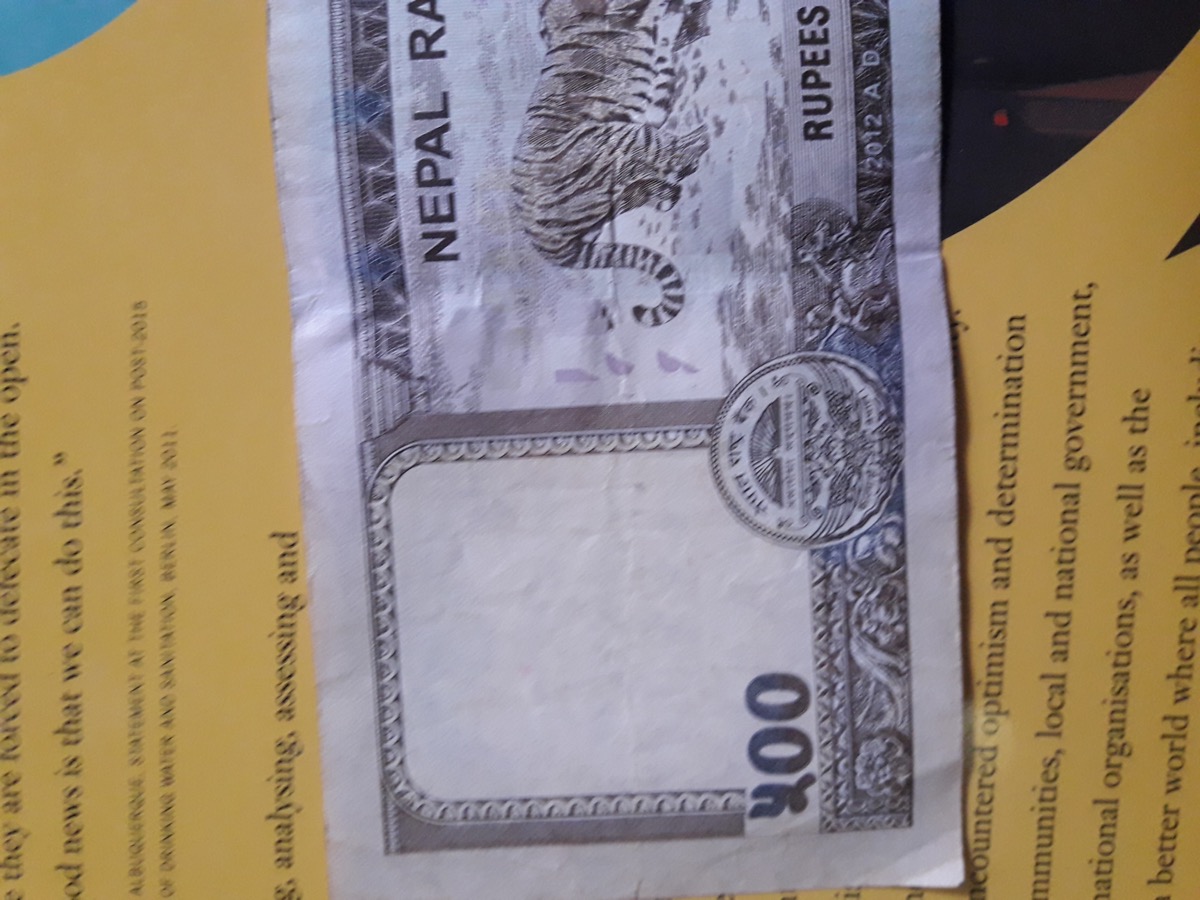 e they are forced to defecate in the open.
od news is that we can do this.”
ALBUQUERQUE, STATEMENT AT THE FIRST CONSULTATION ON POST-2015
OF DRINKING WATER AND SANITATION, BERLIN, MAY 2011.
g, analysing, assessing and
NEPAL RA
५००
नेपाल राष्ट्र बैंक
RUPEES
2012 A. D.
ncountered optimism and determination
mmunities, local and national government,
national organisations, as well as the
a better world where all people, includi